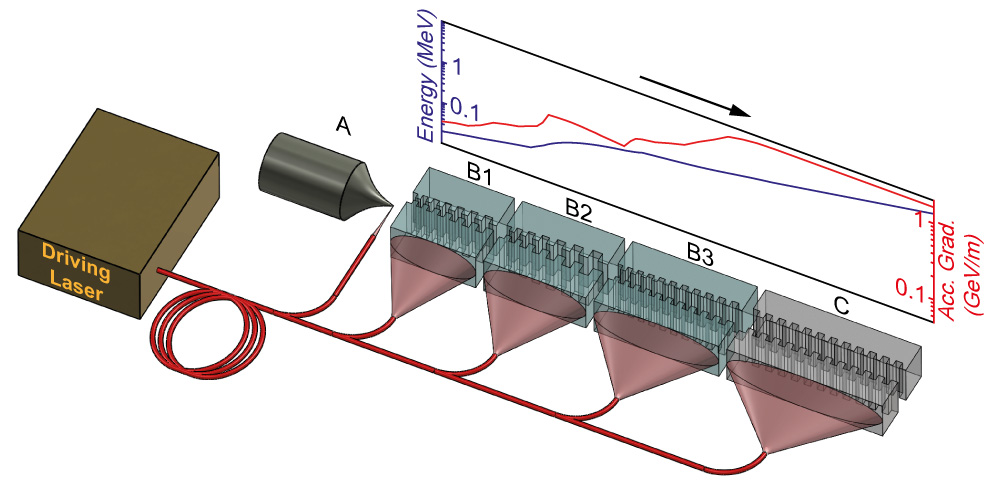 Energy (MeV)
1
0.1
A
B1
B2
B3
C
Driving
Laser
1
0.1
Acc. Grad.
(GeV/m)